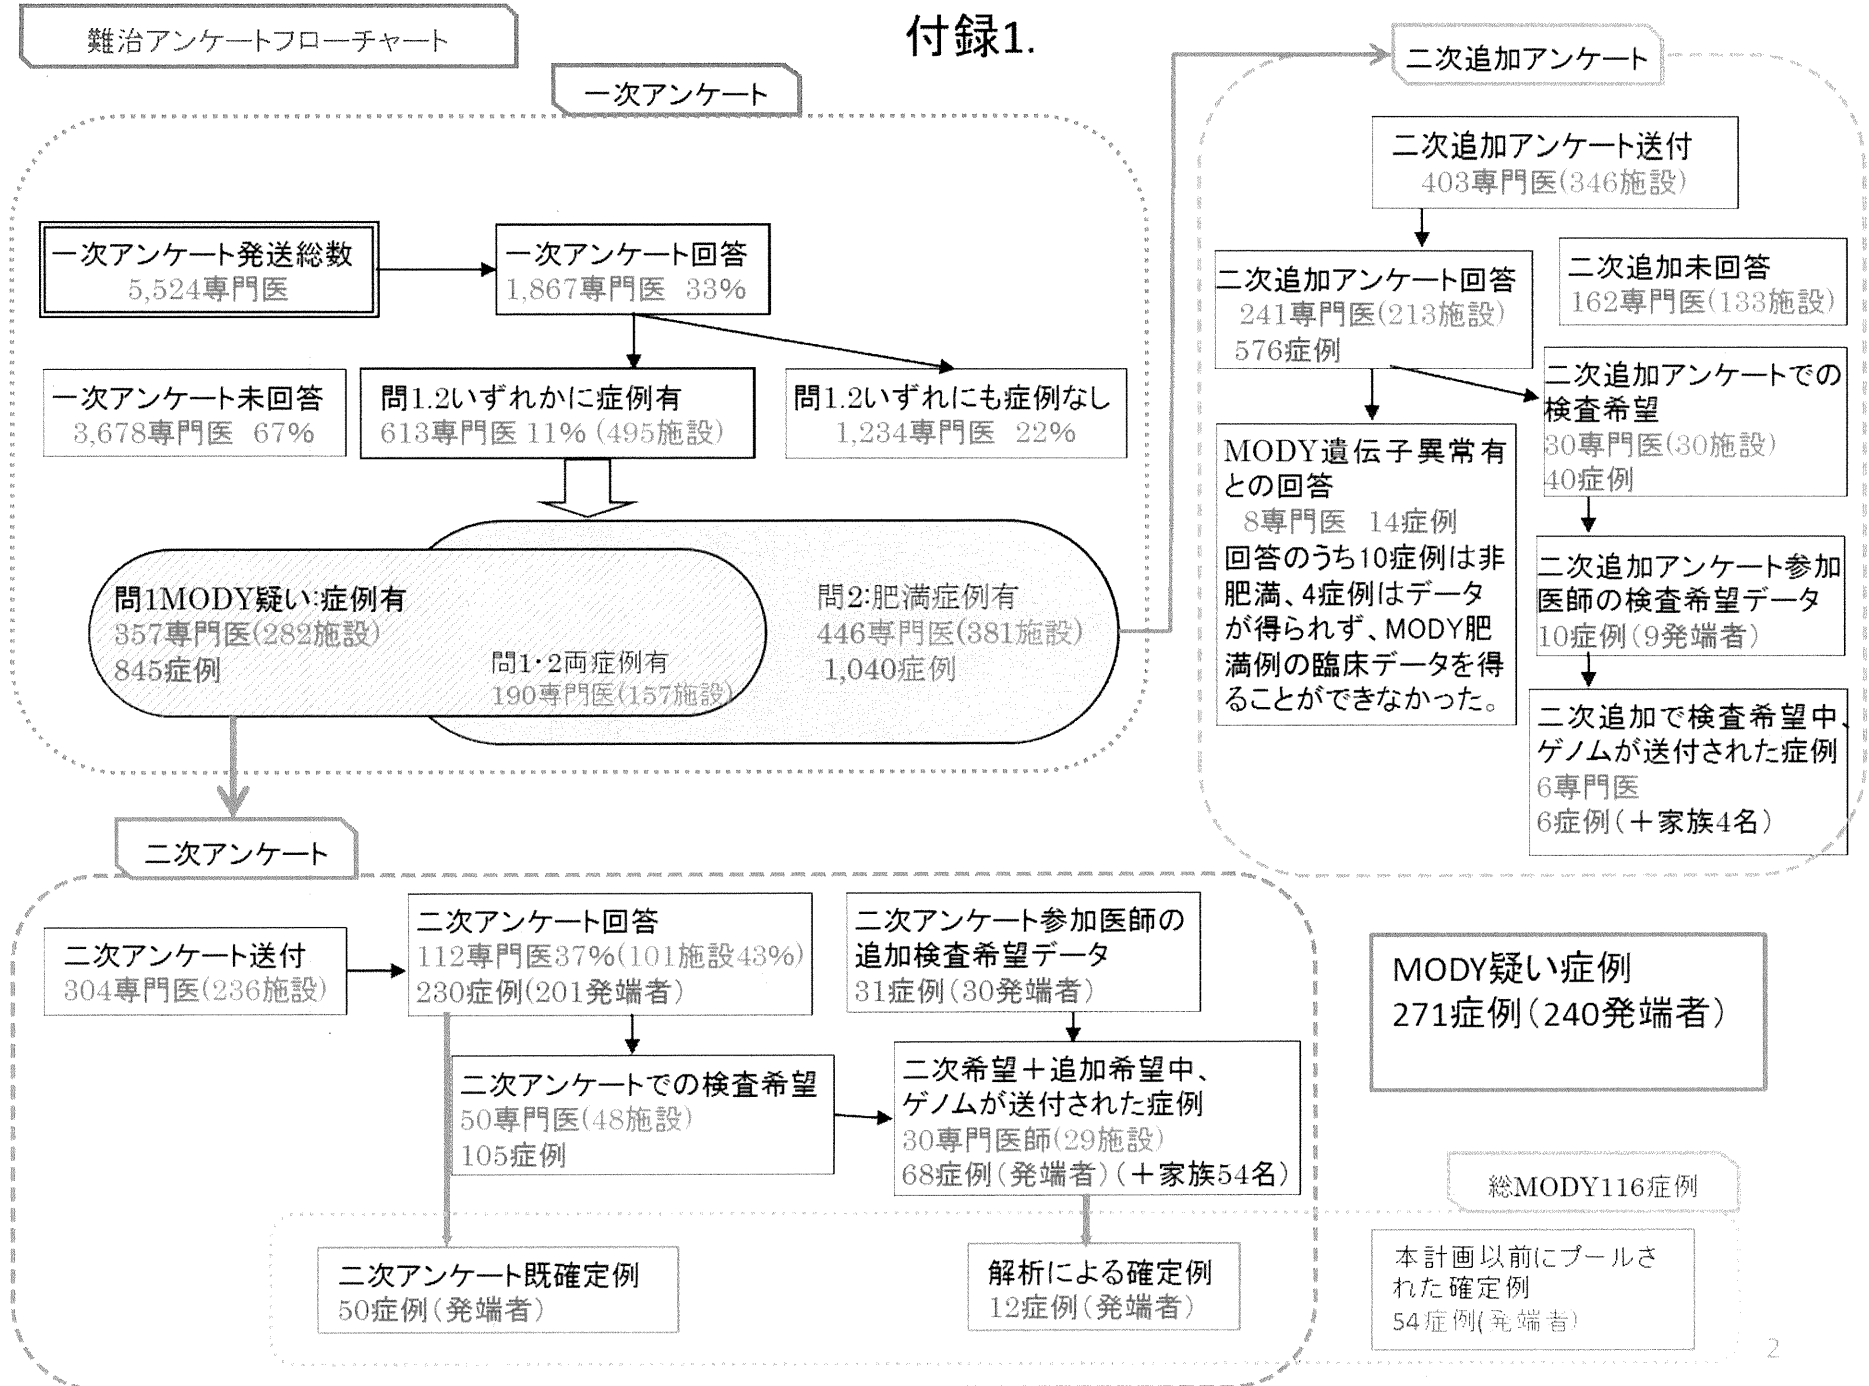 難治アンケートフローチャート
付録1.
一次アンケート
一次アンケート発送総数
5,524専門医
一次アンケート回答
1,867専門医 33%
一次アンケート未回答
3,678専門医 67%
問1.2いずれかに症例有
613専門医 11% (495施設)
問1.2いずれにも症例なし
1,234専門医 22%
問1MODY疑い:症例有
357専門医(282施設)
845症例
問1・2両症例有
190専門医(157施設)
問2:肥満症例有
446専門医(381施設)
1,040症例
二次追加アンケート
二次追加アンケート送付
403専門医(346施設)
二次追加アンケート回答
241専門医(213施設)
576症例
二次追加未回答
162専門医(133施設)
二次追加アンケートでの
検査希望
30専門医(30施設)
40症例
MODY遺伝子異常有
との回答
8専門医 14症例
回答のうち10症例は非
肥満、4症例はデータ
が得られず、MODY肥
満例の臨床データを得
ることができなかった。
二次追加アンケート参加
医師の検査希望データ
10症例(9発端者)
二次追加で検査希望中、
ゲノムが送付された症例
6専門医
6症例(+家族4名)
二次アンケート
二次アンケート送付
304専門医(236施設)
二次アンケート回答
112専門医37%(101施設43%)
230症例(201発端者)
二次アンケート参加医師の
追加検査希望データ
31症例(30発端者)
二次アンケートでの検査希望
50専門医(48施設)
105症例
二次希望+追加希望中、
ゲノムが送付された症例
30専門医師(29施設)
68症例(発端者)(+家族54名)
MODY疑い症例
271症例(240発端者)
総MODY116症例
二次アンケート既確定例
50症例(発端者)
解析による確定例
12症例(発端者)
本計画以前にプールさ
れた確定例
54症例(発端者)
2